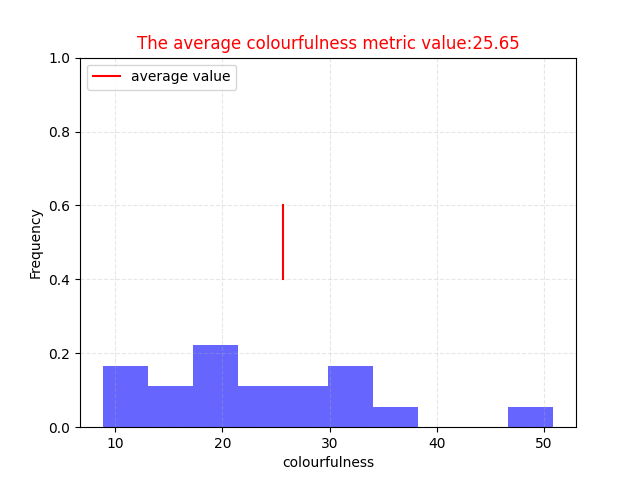 The average colourfulness metric value:25.65
average value
Frequency
1.0
0.8
0.6
0.4
0.2
0.0
10 20 30 40 50
colourfulness